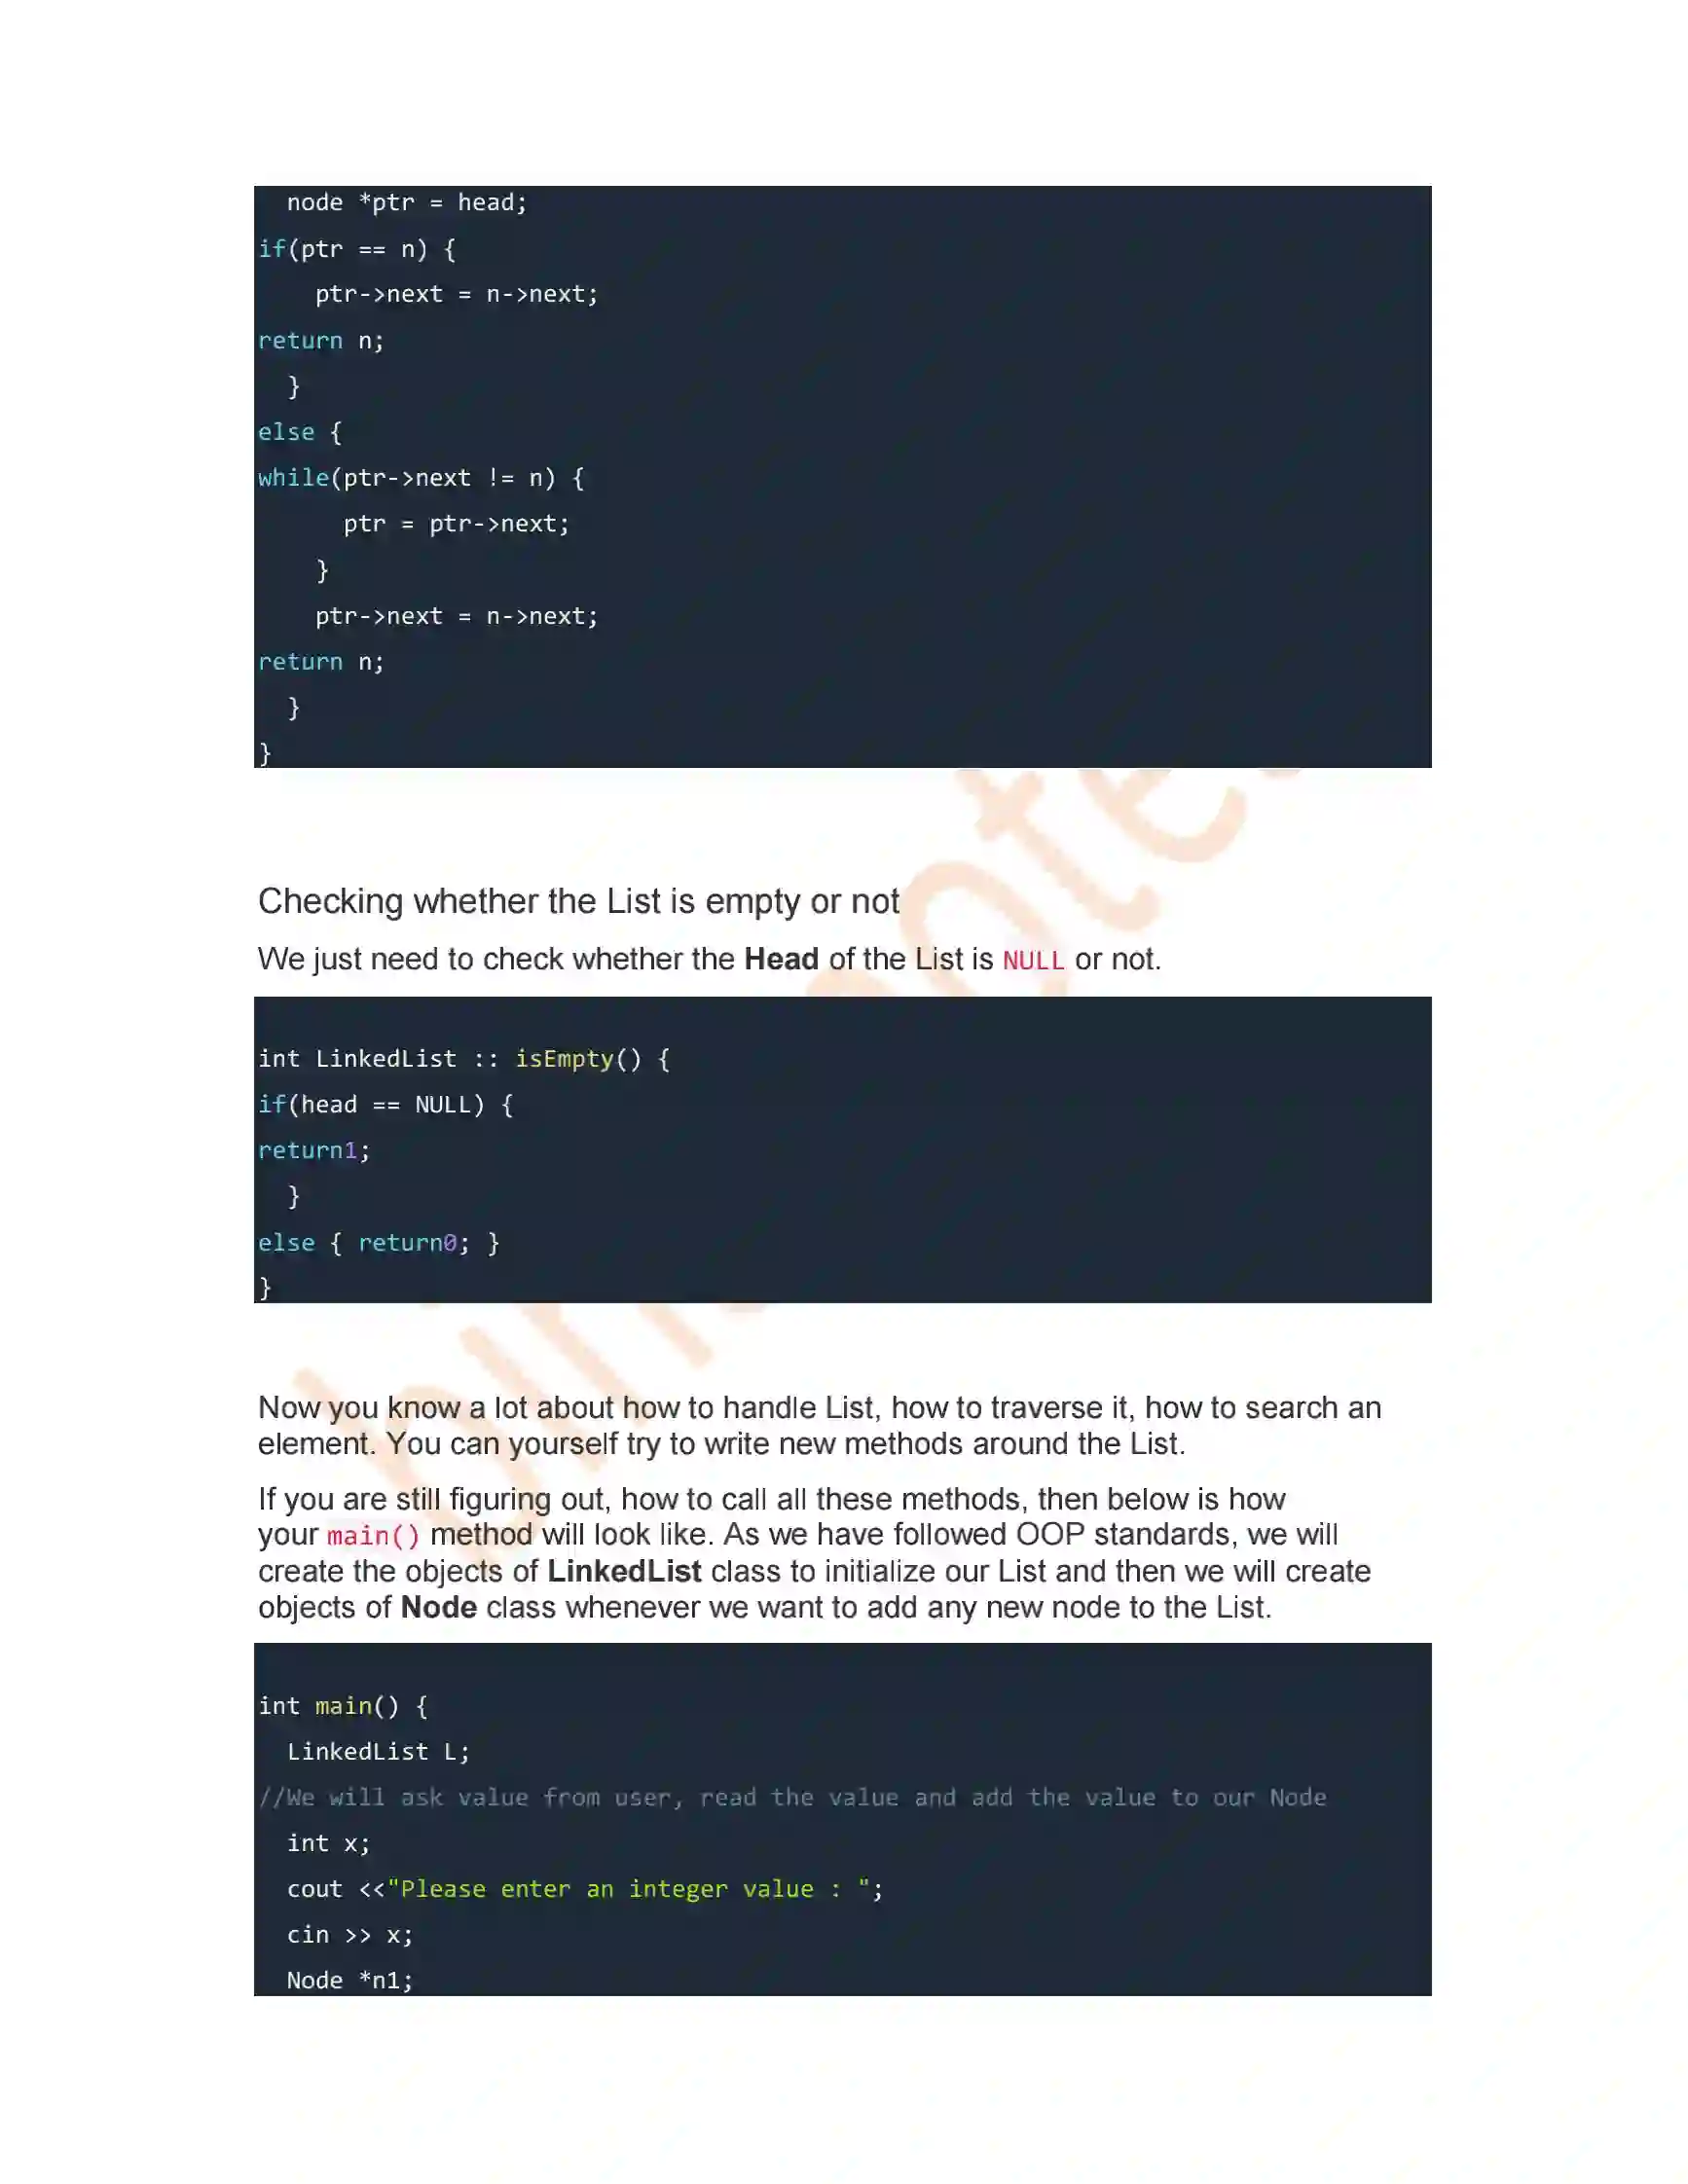 node *ptr = head;
if(ptr == n) {
ptr->next = n->next;
return n;
}
else {
while(ptr->next != n) {
ptr = ptr->next;
}
ptr->next = n->next;
return n;
}
}
Checking whether the List is empty or not
We just need to check whether the Head of the List is NULL or not.
int LinkedList :: isEmpty() {
if(head == NULL) {
return1;
}
else { return0; }
}
Now you know a lot about how to handle List, how to traverse it, how to search an
element. You can yourself try to write new methods around the List.
If you are still figuring out, how to call all these methods, then below is how
your main() method will look like. As we have followed OOP standards, we will
create the objects of LinkedList class to initialize our List and then we will create
objects of Node class whenever we want to add any new node to the List.
int main() {
LinkedList L;
//We will ask value from user, read the value and add the value to our Node
int x;
cout <<"Please enter an integer value : ";
cin >> x;
Node *n1;